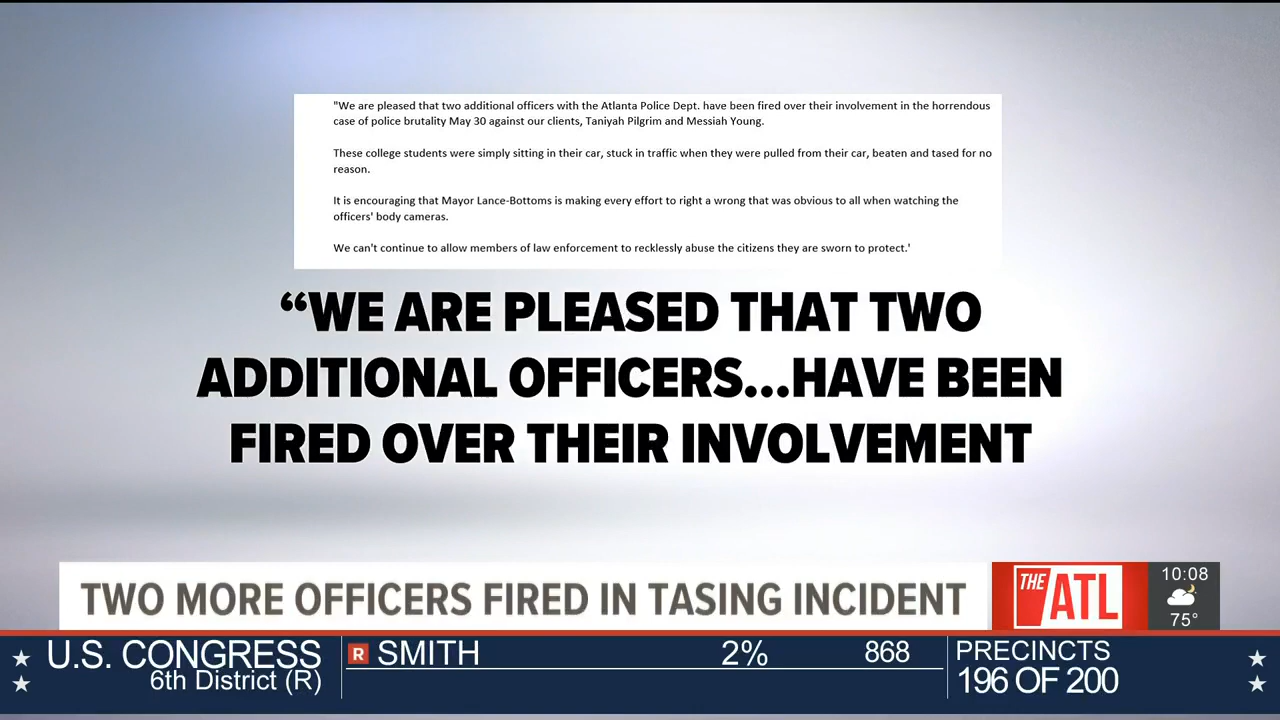 "We are pleased that two additional officers with the Atlanta Police Dept. have been fired over their involvement in the horrendous
case of police brutality May 30 against our clients, Taniyah Pilgrim and Messiah Young.
These college students were simply sitting in their car, stuck in traffic when they were pulled from their car, beaten and tased for no
reason.
It is encouraging that Mayor Lance-Bottoms is making every effort to right a wrong that was obvious to all when watching the
officers' body cameras.
We can't continue to allow members of law enforcement to recklessly abuse the citizens they are sworn to protect.'
“WE ARE PLEASED THAT TWO
ADDITIONAL OFFICERS...HAVE BEEN
FIRED OVER THEIR INVOLVEMENT
TWO MORE OFFICERS FIRED IN TASING INCIDENT
THE ATL
10:08
75°
U.S. CONGRESS
6th District (R)
R SMITH 2% 868
PRECINCTS
196 OF 200